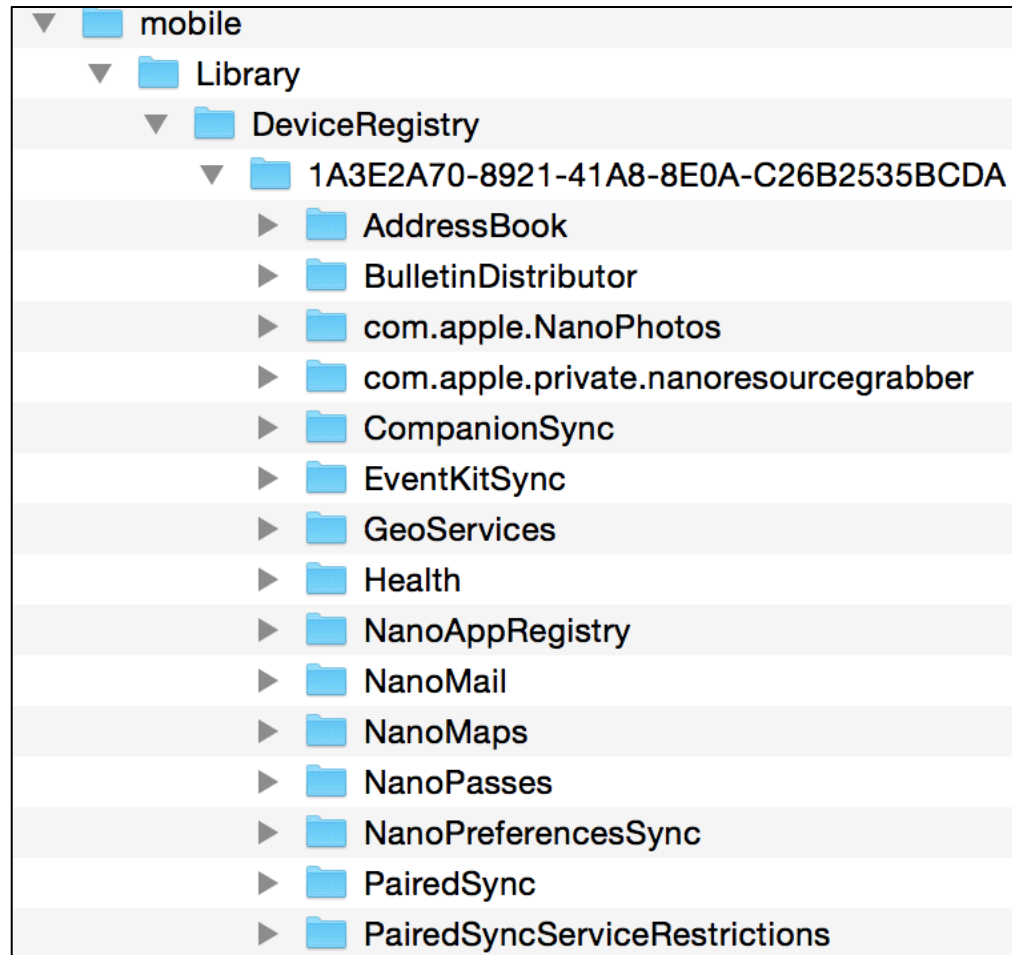 mobile
Library
DeviceRegistry
1A3E2A70-8921-41A8-8E0A-C26B2535BCDA
AddressBook
BulletinDistributor
com.apple.NanoPhotos
com.apple.private.nanoresourcegrabber
CompanionSync
EventKitSync
GeoServices
Health
NanoAppRegistry
NanoMail
NanoMaps
NanoPasses
NanoPreferencesSync
PairedSync
PairedSyncServiceRestrictions